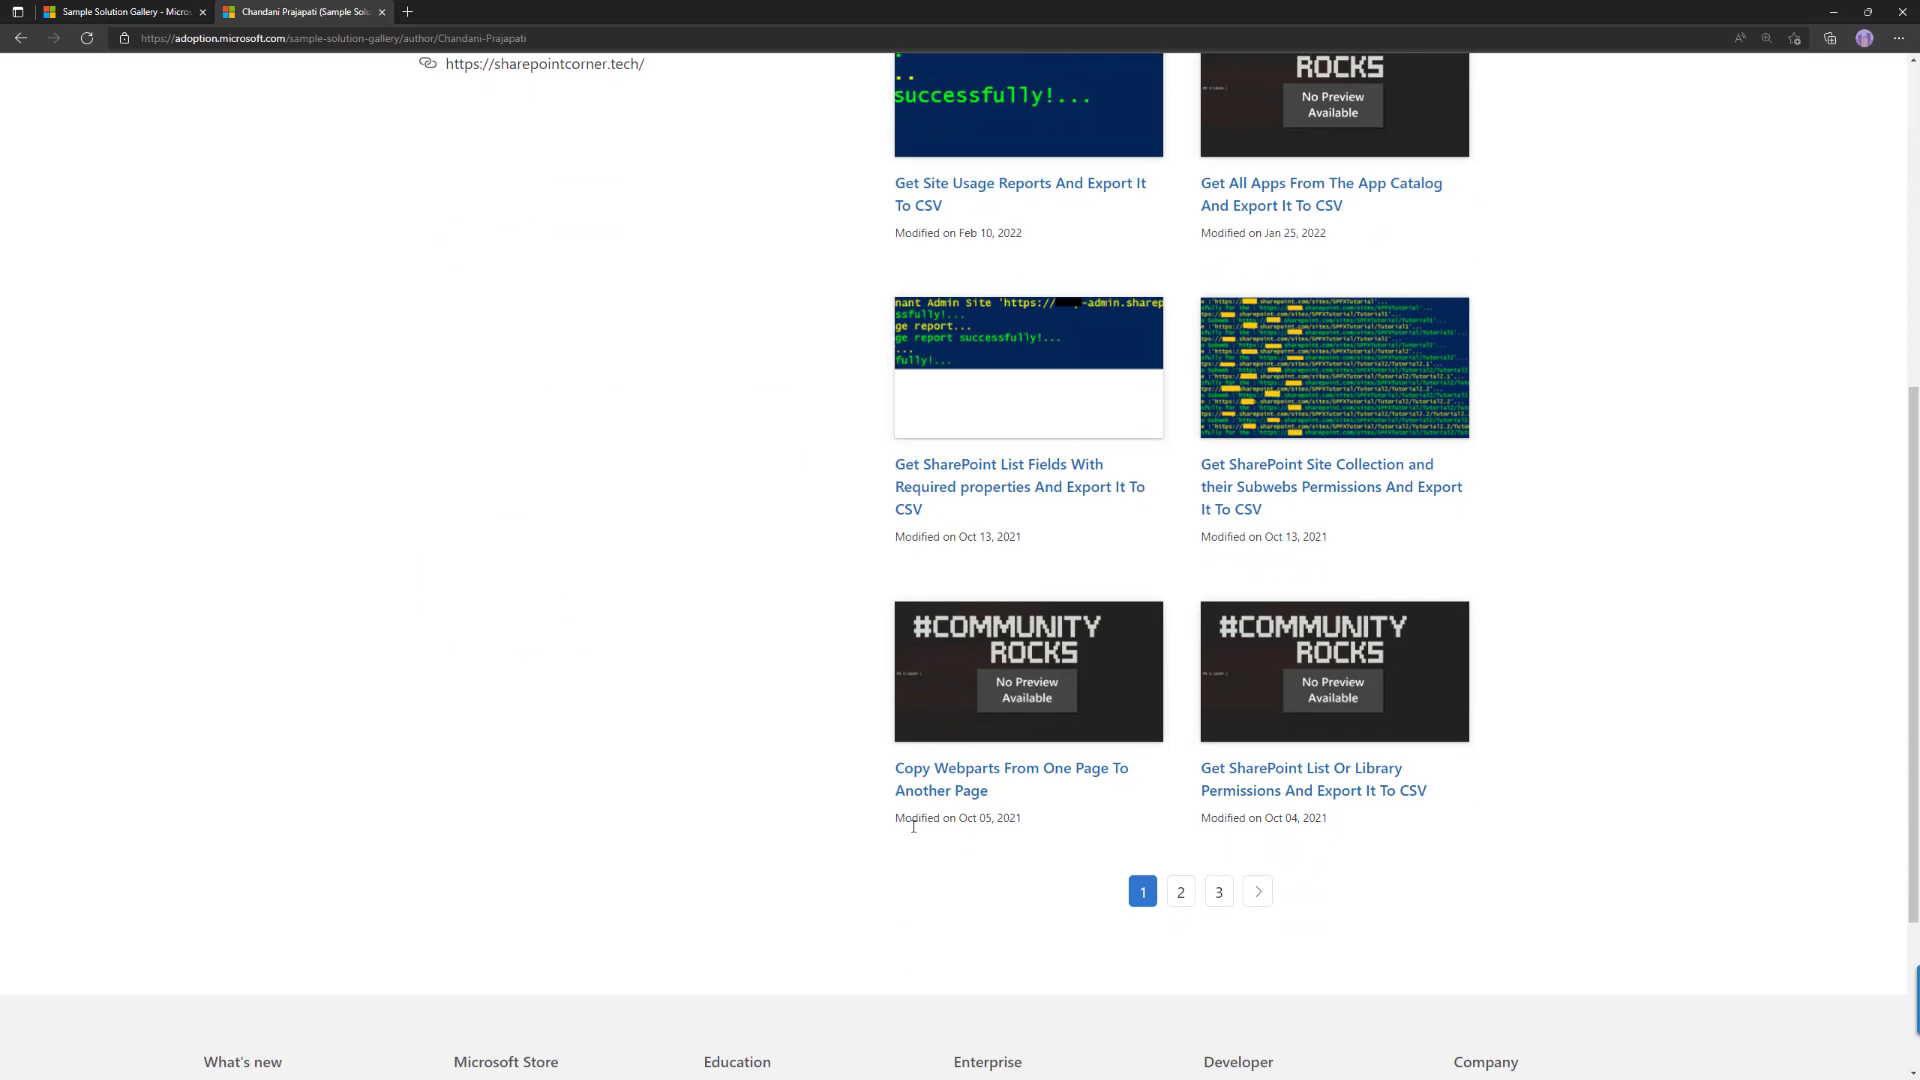 Sample Solution Gallery - Micros
Chandani Prajapati (Sample Solu
https://adoption.microsoft.com/sample-solution-gallery/author/Chandani-Prajapati
https://sharepointcorner.tech/
successfully!...
ROCKS
No Preview
Available
Get Site Usage Reports And Export It
To CSV
Modified on Feb 10, 2022
Get All Apps From The App Catalog
And Export It To CSV
Modified on Jan 25, 2022
nant Admin Site 'https:// -admin.sharep
ssfully!...
ge report...
ge report successfully!...
...
fully!...
Get SharePoint List Fields With
Required properties And Export It To
CSV
Modified on Oct 13, 2021
Get SharePoint Site Collection and
their Subwebs Permissions And Export
It To CSV
Modified on Oct 13, 2021
#COMMUNITY
ROCKS
No Preview
Available
#COMMUNITY
ROCKS
No Preview
Available
Copy Webparts From One Page To
Another Page
Modified on Oct 05, 2021
Get SharePoint List Or Library
Permissions And Export It To CSV
Modified on Oct 04, 2021
1 2 3
What's new Microsoft Store Education Enterprise Developer Company